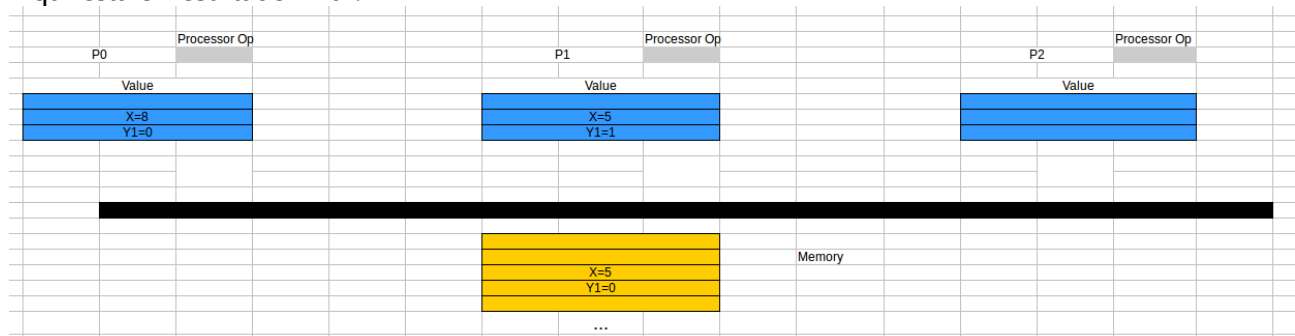 Processor Op Processor Op Processor Op
P0 P1 P2
Value Value Value
X=8 X=5
Y1=0 Y1=1
Memory
X=5
Y1=0
...